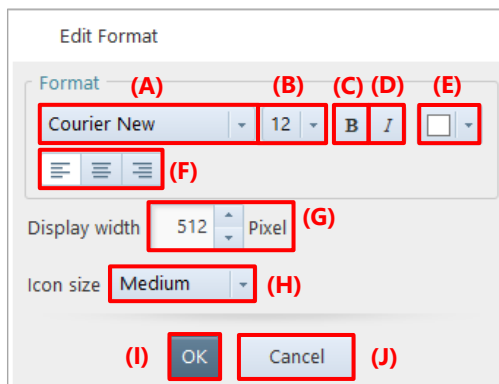 Edit Format
Format
(A) (B) (C) (D) (E)
Courier New 12 B I
(F)
Display width 512 Pixel (G)
Icon size Medium (H)
(I) OK Cancel (J)